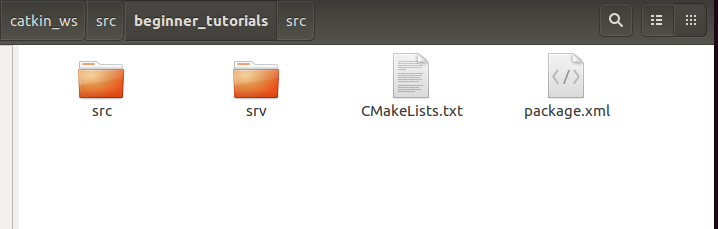 catkin_ws src beginner_tutorials src
src srv CMakeLists.txt package.xml